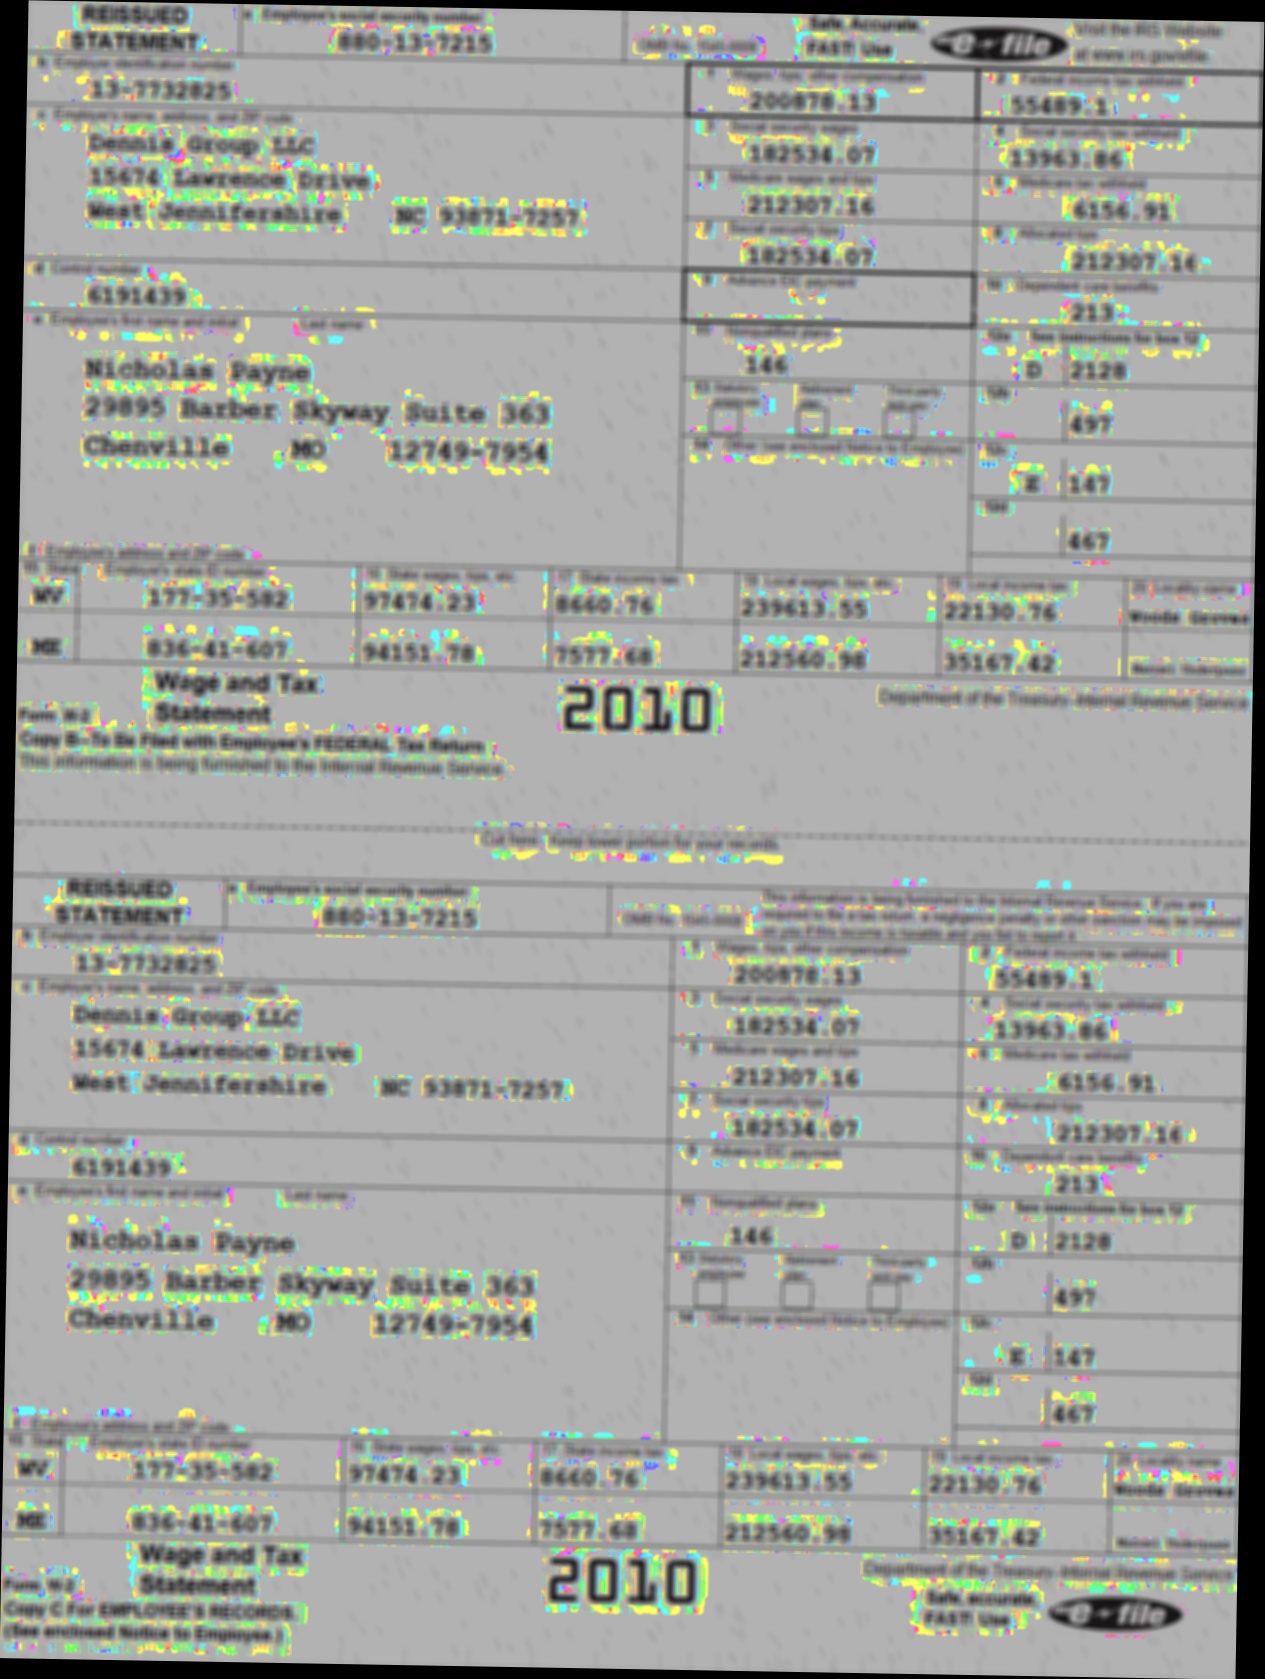 REISSUED
STATEMENT
a Employee's social security number
880-13-7215
OMB No. 1545-0008
Safe, Accurate,
FAST! Use
e-file
Visit the IRS Website
at www.irs.gov/efile.
b Employer identification number
13-7732825
1 Wages, tips, other compensation
200878.13
2 Federal income tax withheld
55489.1
c Employer's name, address, and ZIP code
Dennis Group LLC
15674 Lawrence Drive
West Jennifershire NC 93871-7257
3 Social security wages
182534.07
4 Social security tax withheld
13963.86
5 Medicare wages and tips
212307.16
6 Medicare tax withheld
6156.91
7 Social security tips
182534.07
8 Allocated tips
212307.16
d Control number
6191439
9 Advance EIC payment
10 Dependent care benefits
213
e Employee's first name and initial Last name
Nicholas Payne
29895 Barber Skyway Suite 363
Chenville MO 12749-7954
11 Nonqualified plans
146
12a See instructions for box 12
D 2128
13 Statutory employee Retirement plan Third-party sick pay
12b
497
14 Other (see enclosed Notice to Employee)
12c
E 147
12d
467
f Employee's address and ZIP code
15 State Employer's state ID number 16 State wages, tips, etc. 17 State income tax 18 Local wages, tips, etc. 19 Local income tax 20 Locality name
WV 177-35-582 97474.23 8660.76 239613.55 22130.76 Woods Groves
ME 836-41-607 94151.78 7577.68 212560.98 35167.42
Wage and Tax
Statement
Form W-2
2010
Department of the Treasury-Internal Revenue Service
Copy B-To Be Filed with Employee's FEDERAL Tax Return
This information is being furnished to the Internal Revenue Service.
Cut here. Keep lower portion for your records.
REISSUED
STATEMENT
a Employee's social security number
880-13-7215
OMB No. 1545-0008
This information is being furnished to the Internal Revenue Service. If you are
required to file a tax return, a negligence penalty or other sanction may be imposed
on you if this income is taxable and you fail to report it.
b Employer identification number
13-7732825
1 Wages, tips, other compensation
200878.13
2 Federal income tax withheld
55489.1
c Employer's name, address, and ZIP code
Dennis Group LLC
15674 Lawrence Drive
West Jennifershire NC 93871-7257
3 Social security wages
182534.07
4 Social security tax withheld
13963.86
5 Medicare wages and tips
212307.16
6 Medicare tax withheld
6156.91
7 Social security tips
182534.07
8 Allocated tips
212307.16
d Control number
6191439
9 Advance EIC payment
10 Dependent care benefits
213
e Employee's first name and initial Last name
Nicholas Payne
29895 Barber Skyway Suite 363
Chenville MO 12749-7954
11 Nonqualified plans
146
12a See instructions for box 12
D 2128
13 Statutory employee Retirement plan Third-party sick pay
12b
497
14 Other (see enclosed Notice to Employee)
12c
E 147
12d
467
f Employee's address and ZIP code
15 State Employer's state ID number 16 State wages, tips, etc. 17 State income tax 18 Local wages, tips, etc. 19 Local income tax 20 Locality name
WV 177-35-582 97474.23 8660.76 239613.55 22130.76 Woods Groves
ME 836-41-607 94151.78 7577.68 212560.98 35167.42
Wage and Tax
Statement
Form W-2
2010
Department of the Treasury-Internal Revenue Service
Copy C For EMPLOYEE'S RECORDS.
(See enclosed Notice to Employee.)
Safe, accurate,
FAST! Use
e-file